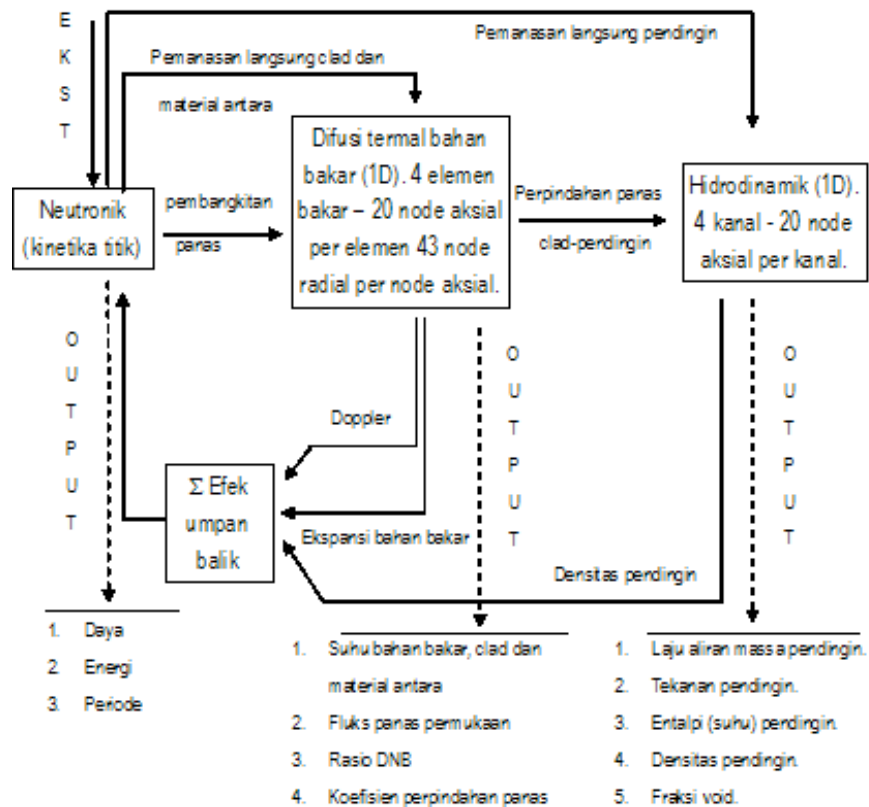 EKST
Pemanasan langsung pendingin
Pemanasan langsung clad dan
material antara
Neutronik
(kinetika titik)
pembangkitan
panas
Difusi termal bahan
bakar (1D). 4 elemen
bakar – 20 node aksial
per elemen 43 node
radial per node aksial.
Perpindahan panas
clad-pendingin
Hidrodinamik (1D).
4 kanal - 20 node
aksial per kanal.
OUTPUT
OUTPUT
OUTPUT
Doppler
Σ Efek
umpan
balik
Ekspansi bahan bakar
Densitas pendingin
1. Daya
2 Energi
3. Periode
1. Suhu bahan bakar, clad dan
material antara
2. Fluks panas permukaan
3. Rasio DNB
4. Koefisien perpindahan panas
1. Laju aliran massa pendingin.
2. Tekanan pendingin.
3. Entalpi (suhu) pendingin.
4. Densitas pendingin.
5. Fraksi void.